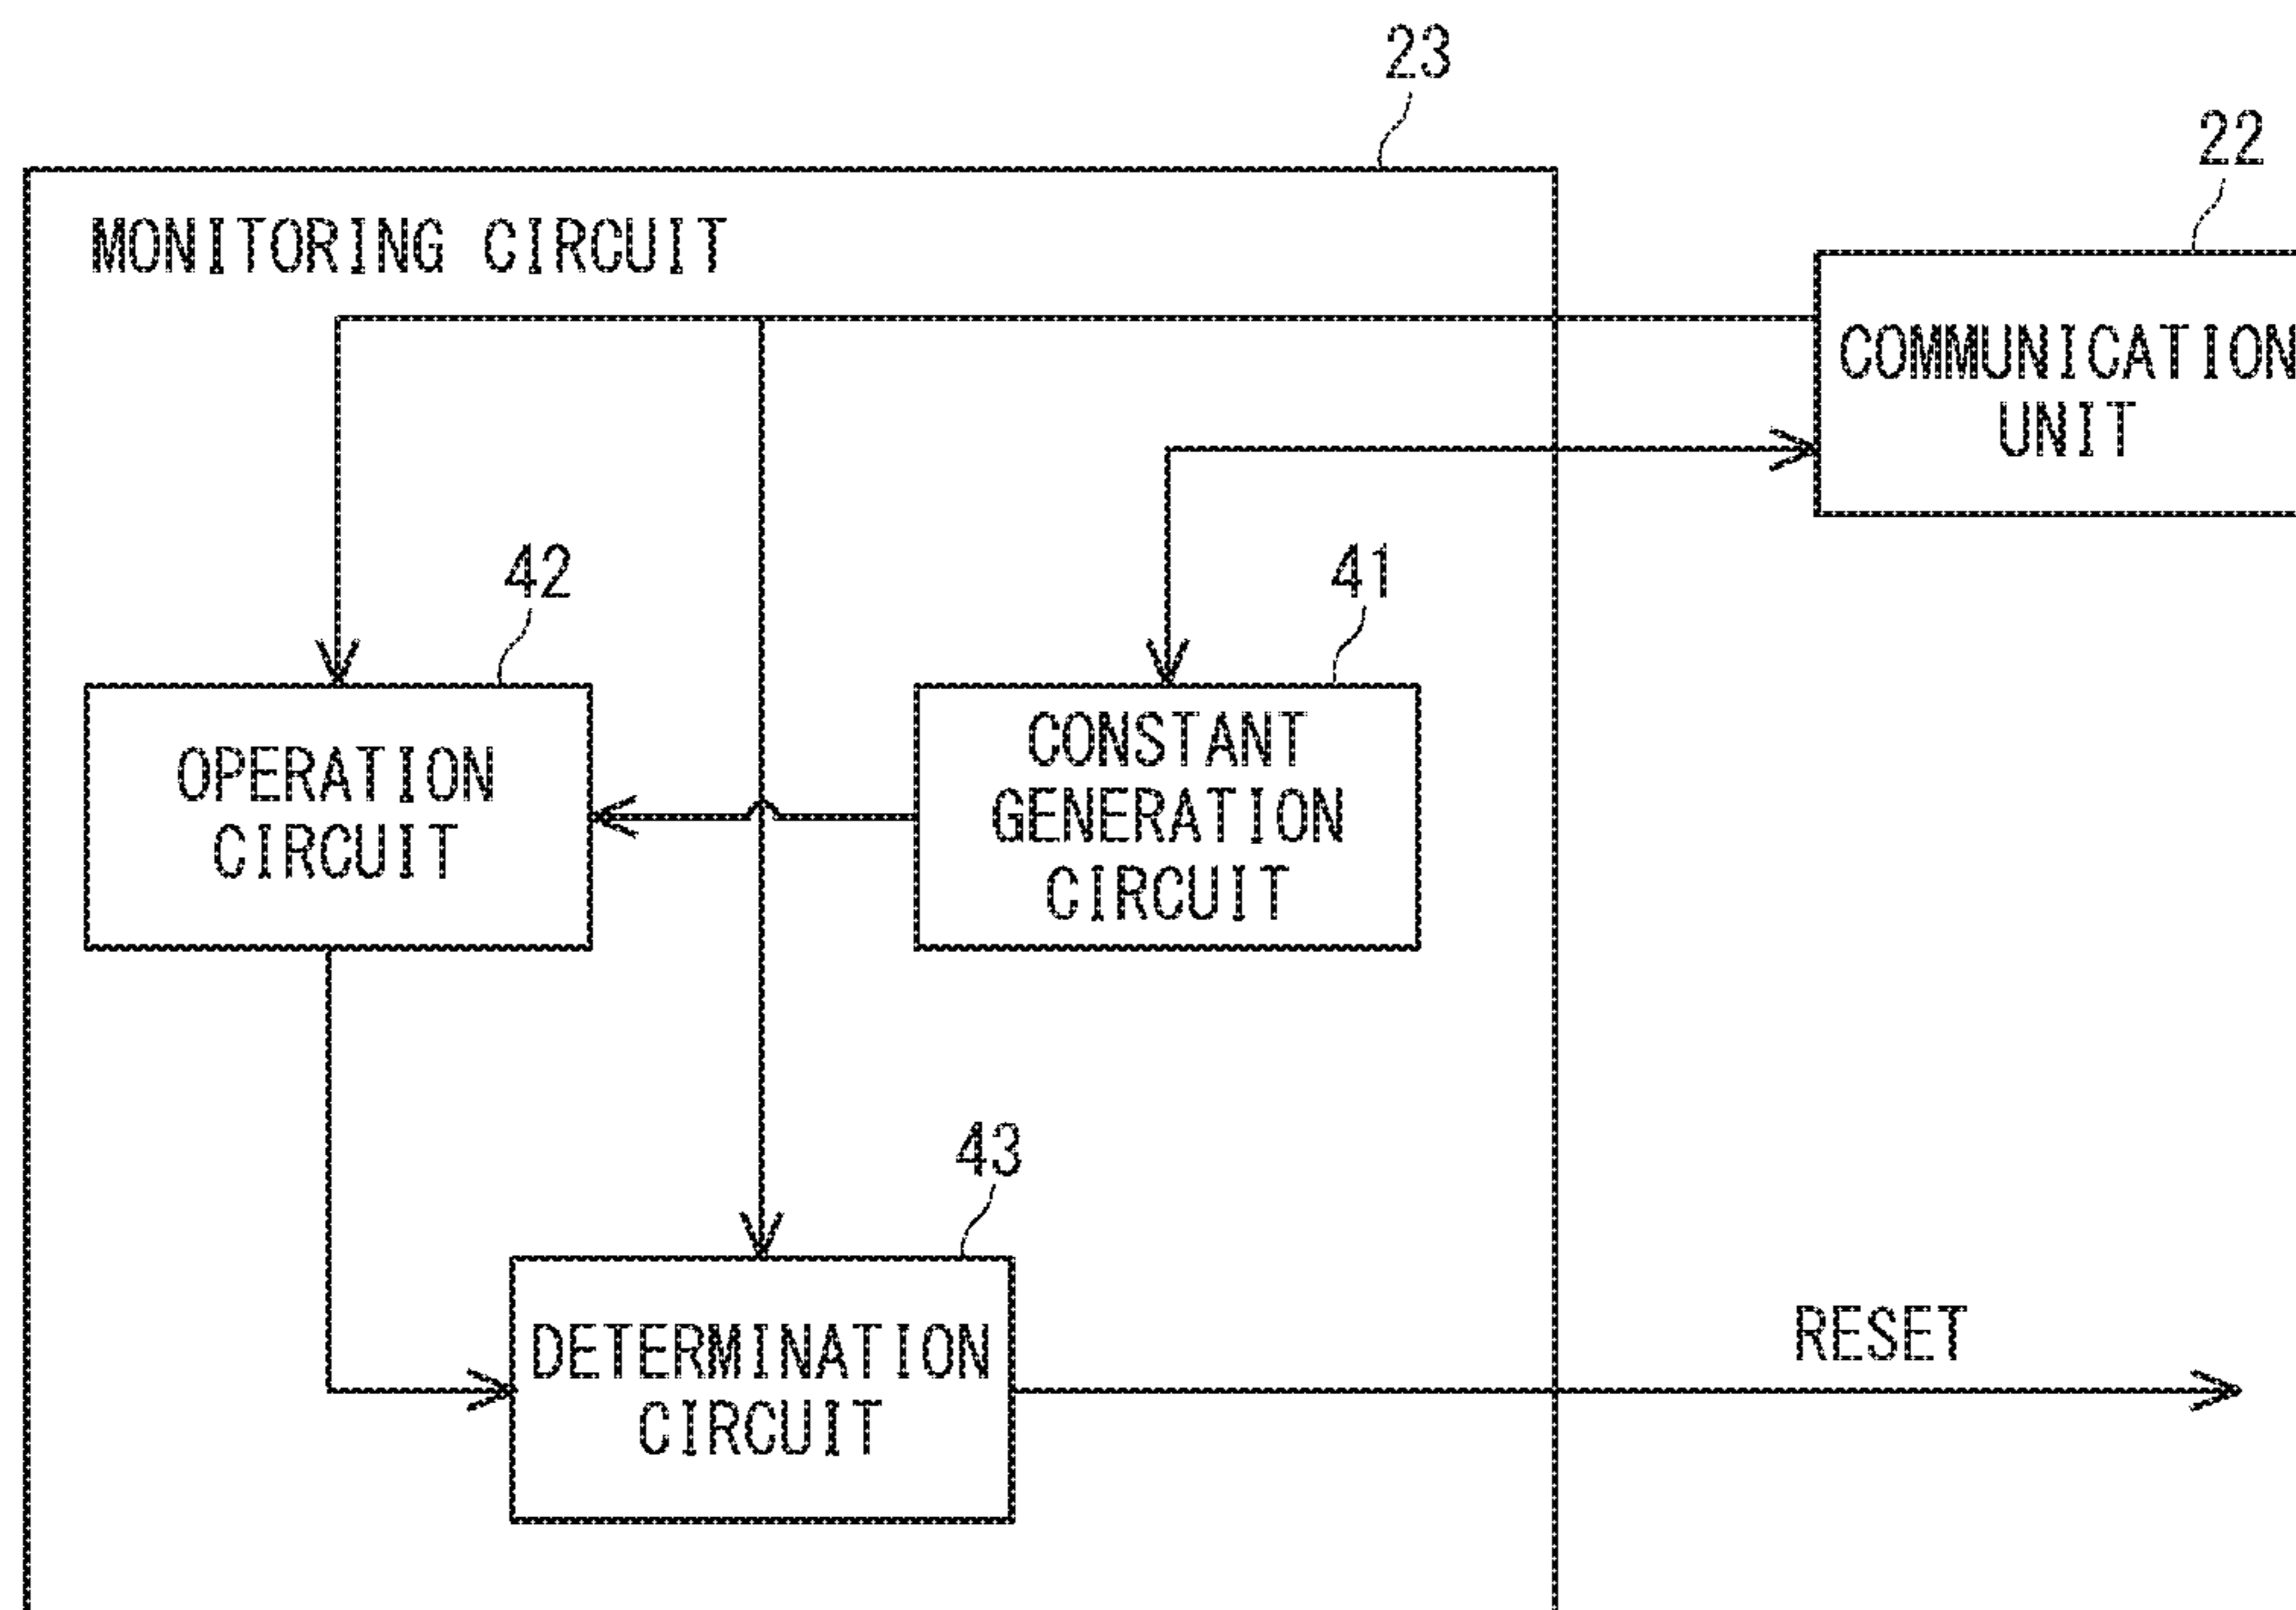 23
22
MONITORING CIRCUIT
COMMUNICATION
UNIT
42
41
OPERATION
CIRCUIT
CONSTANT
GENERATION
CIRCUIT
43
DETERMINATION
CIRCUIT
RESET